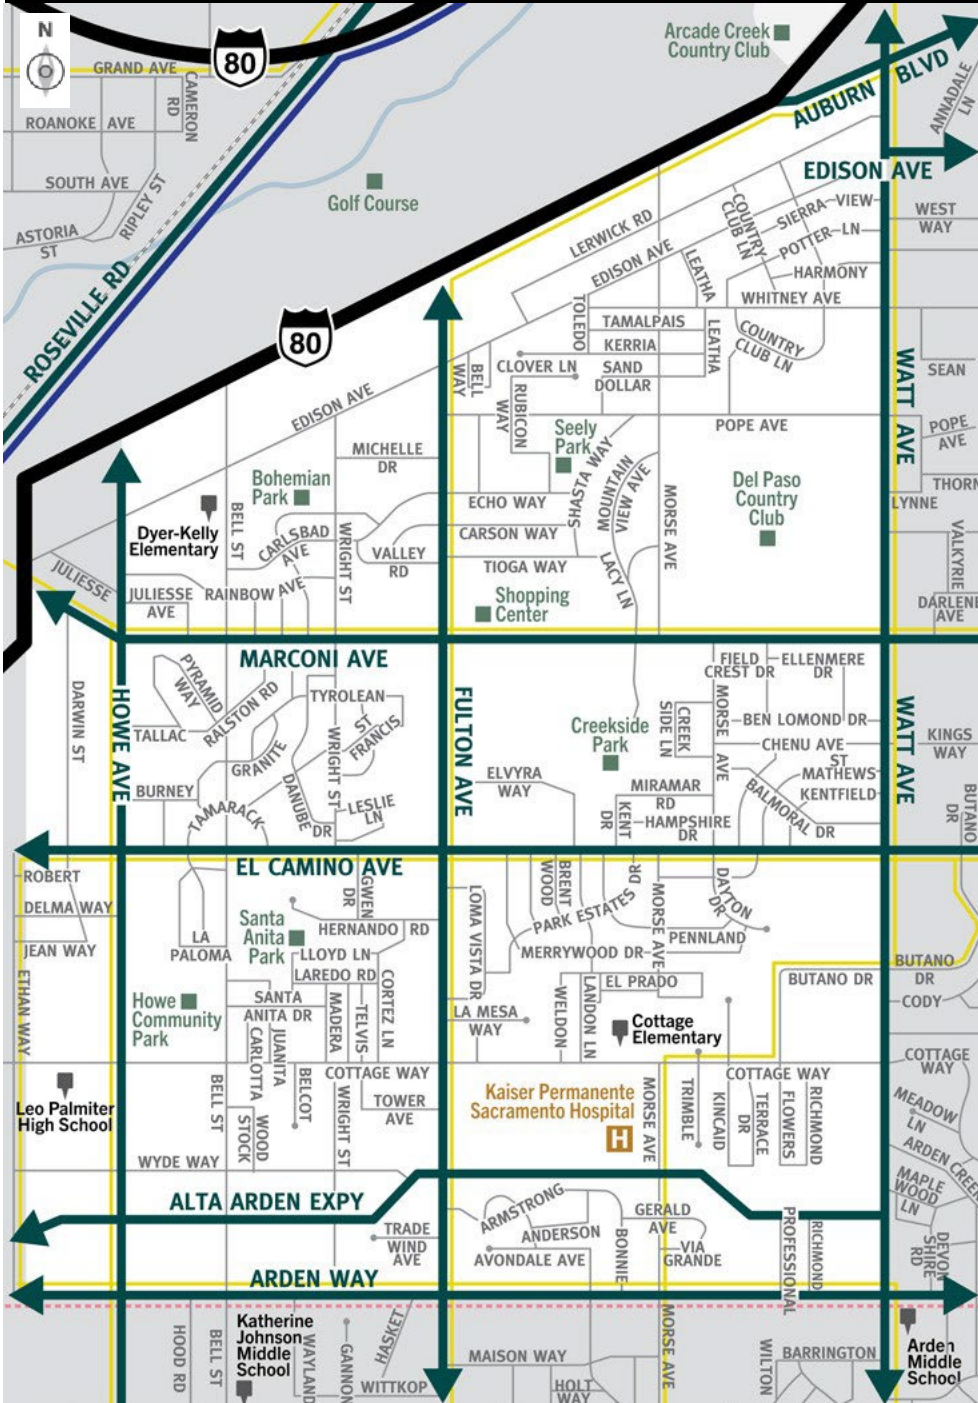 N
80
GRAND AVE
CAMERON
RD
ROANOKE AVE
SOUTH AVE
RIPLEY ST
ASTORIA
ST
ROSEVILLE RD
Golf Course
Arcade Creek
Country Club
AUBURN BLVD
ANNADALE
LN
EDISON AVE
WEST
WAY
LERWICK RD
EDISON AVE
COUNTRY
CLUB LN
SIERRA VIEW
POTTER LN
HARMONY
WHITNEY AVE
LEATHA
TOLEDO
TAMALPAIS
KERRIA
LEATHA
COUNTRY
CLUB LN
80
CLOVER LN
SAND
DOLLAR
BELL
WAY
RUBICON
WAY
WATT AVE
SEAN
EDISON AVE
POPE AVE
POPE
AVE
Seely
Park
SHASTA WAY
MOUNTAIN
VIEW AVE
MORSE AVE
Del Paso
Country
Club
THORN
LYNNE
MICHELLE
DR
Bohemian
Park
ECHO WAY
Dyer-Kelly
Elementary
BELL ST
CARLSBAD
AVE
WRIGHT ST
VALLEY
RD
CARSON WAY
TIOGA WAY
LACY LN
VALKYRIE
JULIESSE
JULIESSE
AVE
RAINBOW AVE
Shopping
Center
DARLENE
AVE
MARCONI AVE
PYRAMID
WAY
DARWIN ST
HOWE AVE
TALLAC
RALSTON RD
TYROLEAN
ST
FRANCIS
GRANITE
WRIGHT ST
FULTON AVE
FIELD
CREST DR
ELLENMERE
DR
MORSE
AVE
CREEK
SIDE LN
Creekside
Park
BEN LOMOND DR
CHENU AVE
ST
MATHEWS
KENTFIELD
WATT AVE
KINGS
WAY
BURNEY
TAMARACK
DANUBE
DR
LESLIE
LN
ELVYRA
WAY
MIRAMAR
RD
KENT
DR
HAMPSHIRE
DR
BALMORAL DR
BUTANO
DR
EL CAMINO AVE
ROBERT
DELMA WAY
JEAN WAY
ETHAN WAY
LA
PALOMA
GWEN
DR
Santa
Anita
Park
HERNANDO RD
LLOYD LN
LAREDO RD
LOMA VISTA DR
BRENT
WOOD
DR
PARK ESTATES
MORSE AVE
DAYTON
DR
PENNLAND
MERRYWOOD DR
EL PRADO
BUTANO DR
BUTANO
DR
CODY
Howe
Community
Park
SANTA
ANITA DR
CARLOTTA
JUANITA
MADERA
TELVIS
CORTEZ LN
LA MESA
WAY
WELDON
LANDON LN
Cottage
Elementary
COTTAGE WAY
COTTAGE WAY
COTTAGE
WAY
Leo Palmiter
High School
BELL ST
WOOD
STOCK
BELCOT
WRIGHT ST
TOWER
AVE
Kaiser Permanente
Sacramento Hospital
H
MORSE AVE
TRIMBLE
KINCAID
TERRACE
DR
FLOWERS
RICHMOND
MEADOW
LN
ARDEN CREE
MAPLE
WOOD
LN
WYDE WAY
ALTA ARDEN EXPY
ARMSTRONG
ANDERSON
AVONDALE AVE
BONNIE
GERALD
AVE
VIA
GRANDE
PROFESSIONAL
RICHMOND
DEVON
SHIRE
RD
TRADE
WIND
AVE
ARDEN WAY
HOOD RD
BELL ST
Katherine
Johnson
Middle
School
WAYLAND
GANNON
HASKET
WITTKOP
MAISON WAY
HOLT
WAY
MORSE AVE
WILTON
BARRINGTON
Arden
Middle
School